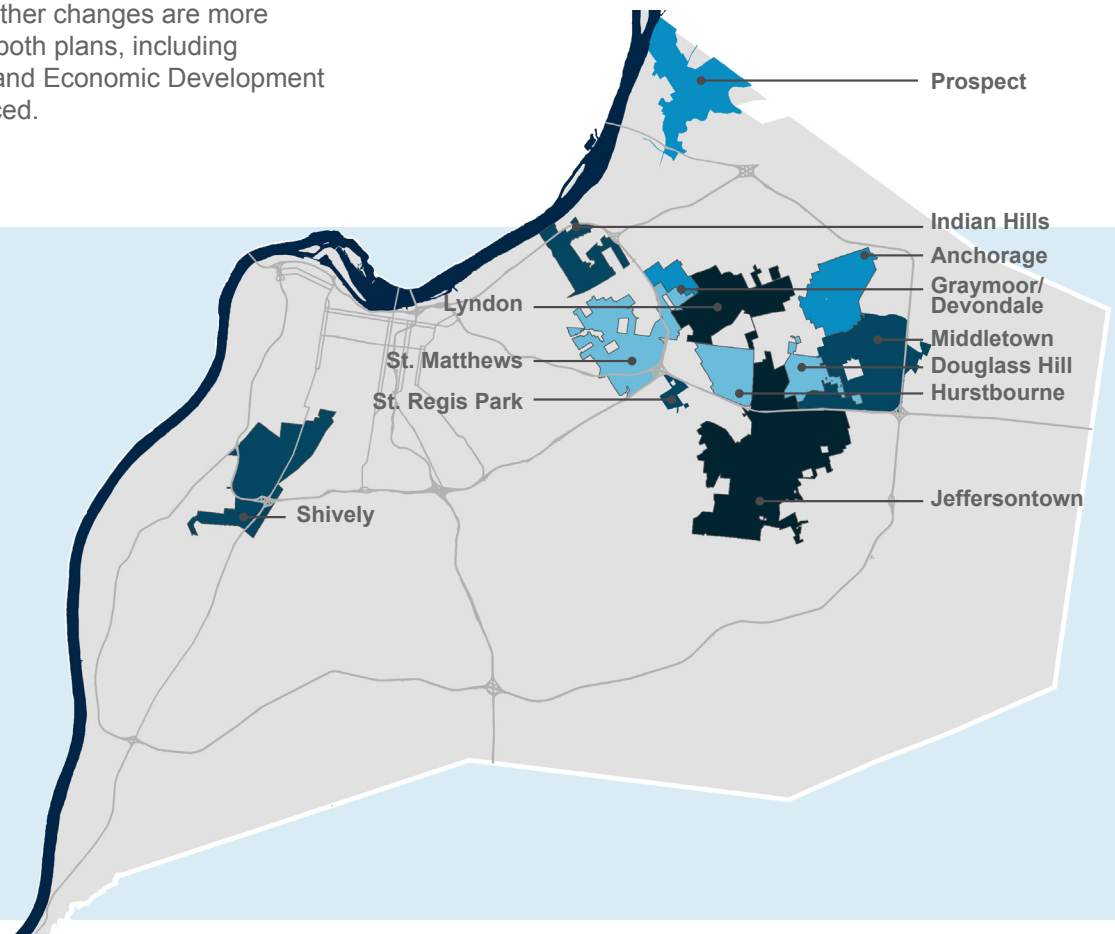 ther changes are more
both plans, including
and Economic Development
ced.
Prospect
Indian Hills
Anchorage
Graymoor/
Devondale
Lyndon
Middletown
St. Matthews
Douglass Hill
Hurstbourne
St. Regis Park
Jeffersontown
Shively